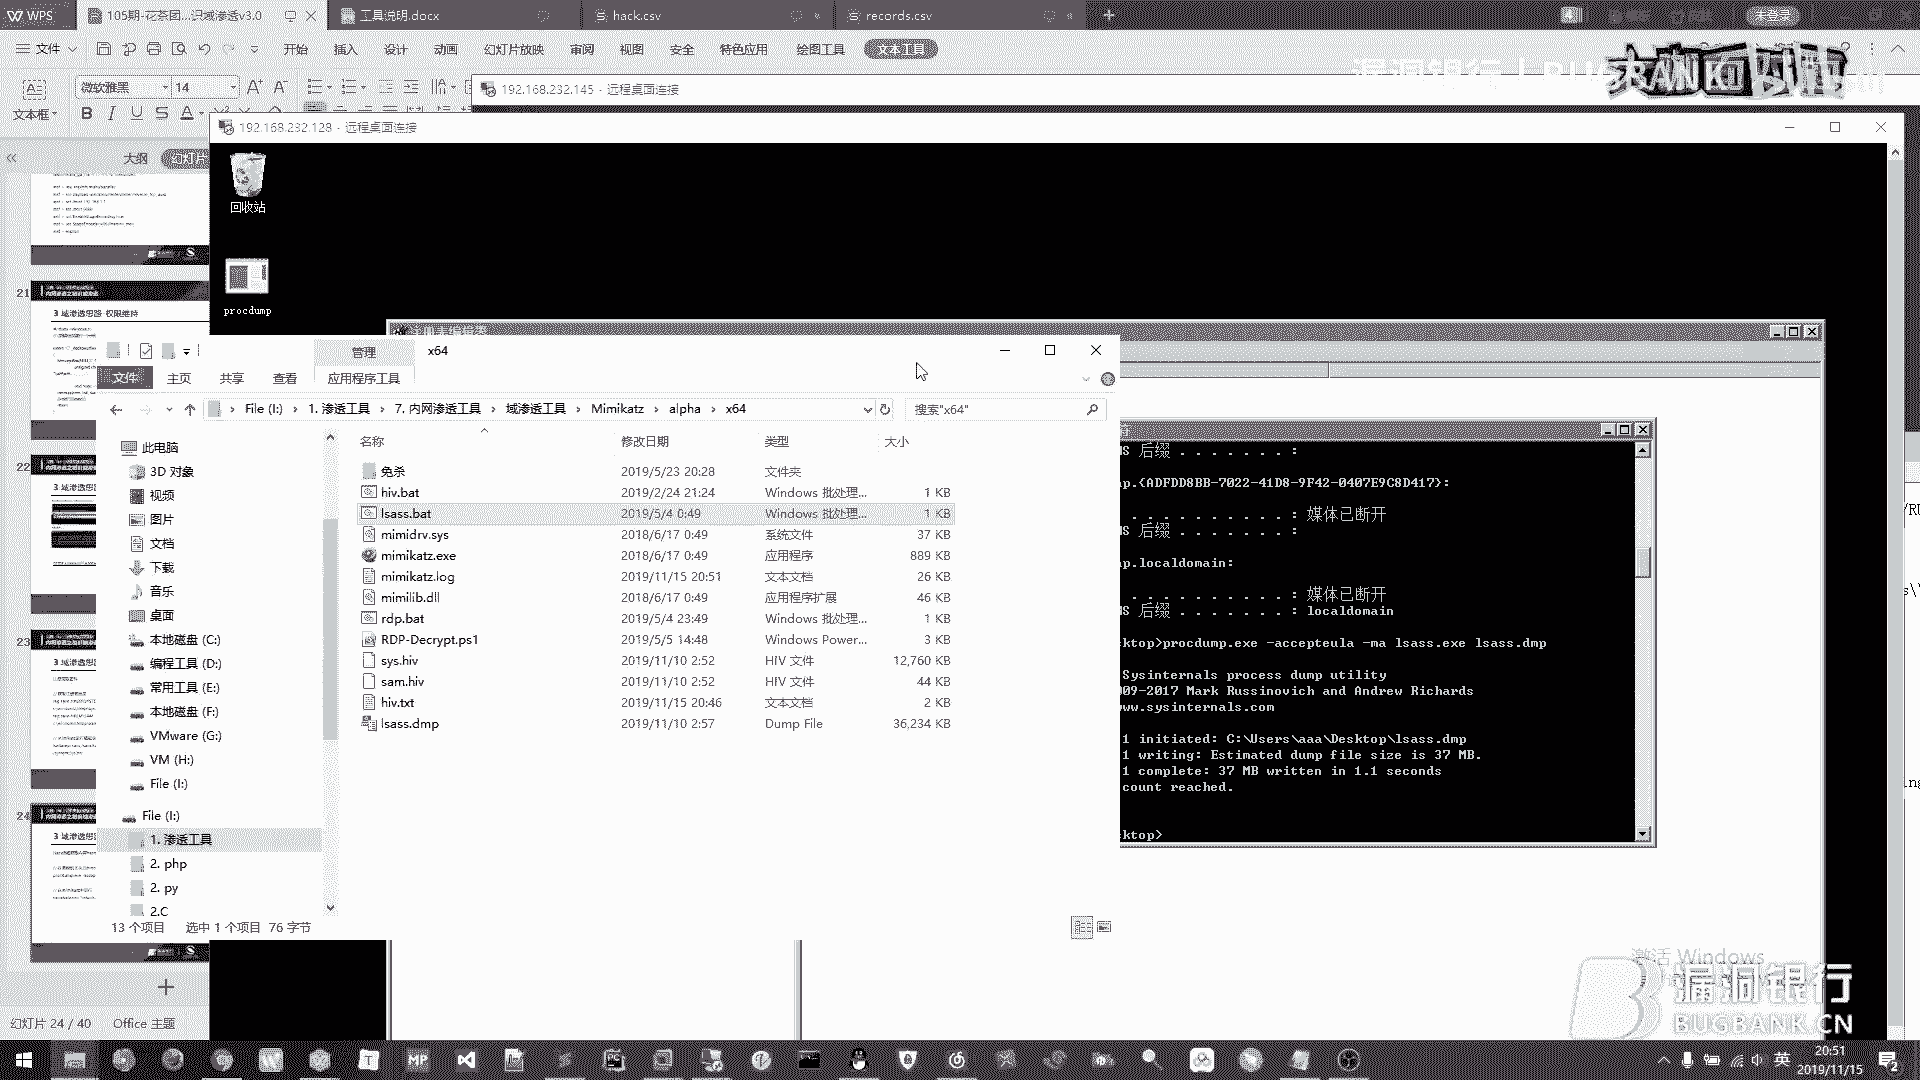 WPS
105期-花茶团...识域渗透v3.0
工具说明.docx
hack.csv
records.csv
未登录
文件
开始
插入
设计
动画
幻灯片放映
审阅
视图
安全
特色应用
绘图工具
文本工具
微软雅黑
14
文本框
192.168.232.145 - 远程桌面连接
192.168.232.128 - 远程桌面连接
大纲
幻灯片
回收站
procdump
21
3 域渗透思路-权限维持
22
23
24
管理
x64
文件
主页
共享
查看
应用程序工具
File (I:) › 1. 渗透工具 › 7. 内网渗透工具 › 域渗透工具 › Mimikatz › alpha › x64
搜索"x64"
此电脑
3D 对象
视频
图片
文档
下载
音乐
桌面
本地磁盘 (C:)
编程工具 (D:)
常用工具 (E:)
本地磁盘 (F:)
VMware (G:)
VM (H:)
File (I:)
File (I:)
1. 渗透工具
2. php
2. py
2.C
名称 修改日期 类型 大小
免杀 2019/5/23 20:28 文件夹
hiv.bat 2019/2/24 21:24 Windows 批处理... 1 KB
lsass.bat 2019/5/4 0:49 Windows 批处理... 1 KB
mimidrv.sys 2018/6/17 0:49 系统文件 37 KB
mimikatz.exe 2018/6/17 0:49 应用程序 889 KB
mimikatz.log 2019/11/15 20:51 文本文档 26 KB
mimilib.dll 2018/6/17 0:49 应用程序扩展 46 KB
rdp.bat 2019/5/4 23:49 Windows 批处理... 1 KB
RDP-Decrypt.ps1 2019/5/5 14:48 Windows Power... 3 KB
sys.hiv 2019/11/10 2:52 HIV 文件 12,760 KB
sam.hiv 2019/11/10 2:52 HIV 文件 44 KB
hiv.txt 2019/11/15 20:46 文本文档 2 KB
lsass.dmp 2019/11/10 2:57 Dump File 36,234 KB
13 个项目 选中 1 个项目 76 字节
后缀 . . . . . . . :
ap.{ADFDD8BB-7022-41D8-9F42-0407E9C8D417}:
. . . . . . . . . . . : 媒体已断开
后缀 . . . . . . . :
ap.localdomain:
. . . . . . . . . . . : 媒体已断开
后缀 . . . . . . . : localdomain
ktop>procdump.exe -accepteula -ma lsass.exe lsass.dmp
Sysinternals process dump utility
09-2017 Mark Russinovich and Andrew Richards
www.sysinternals.com
1 initiated: C:\Users\aaa\Desktop\lsass.dmp
1 writing: Estimated dump file size is 37 MB.
1 complete: 37 MB written in 1.1 seconds
count reached.
ktop>
激活 Windows
漏洞银行
BUGBANK.CN
幻灯片 24 / 40 Office 主题
英
20:51
2019/11/15